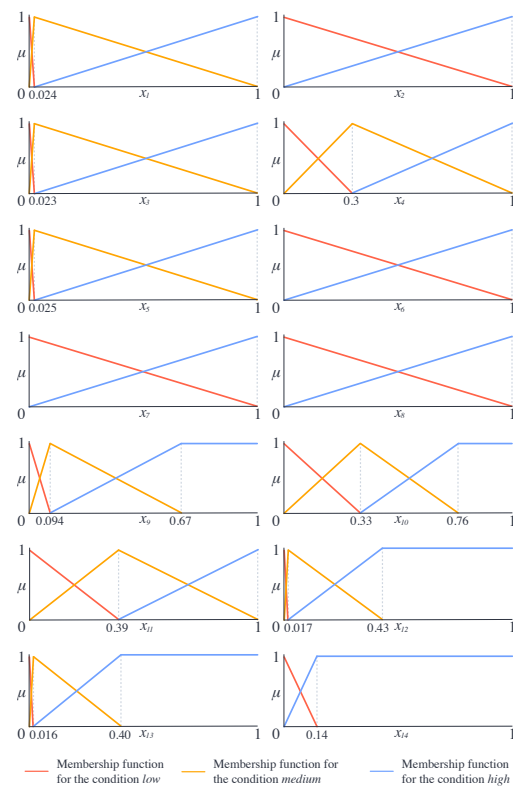 1 1
μ μ
0 0.024 x1 1 0 x2 1
1 1
μ μ
0 0.023 x3 1 0 0.3 x4 1
1 1
μ μ
0 0.025 x5 1 0 x6 1
1 1
μ μ
0 x7 1 0 x8 1
1 1
μ μ
0 0.094 x9 0.67 1 0 0.33 x10 0.76 1
1 1
μ μ
0 0.39 x11 1 0 0.017 0.43 x12 1
1 1
μ μ
0 0.016 0.40 x13 1 0 0.14 x14 1
Membership function
for the condition low
Membership function for
the condition medium
Membership function
for the condition high